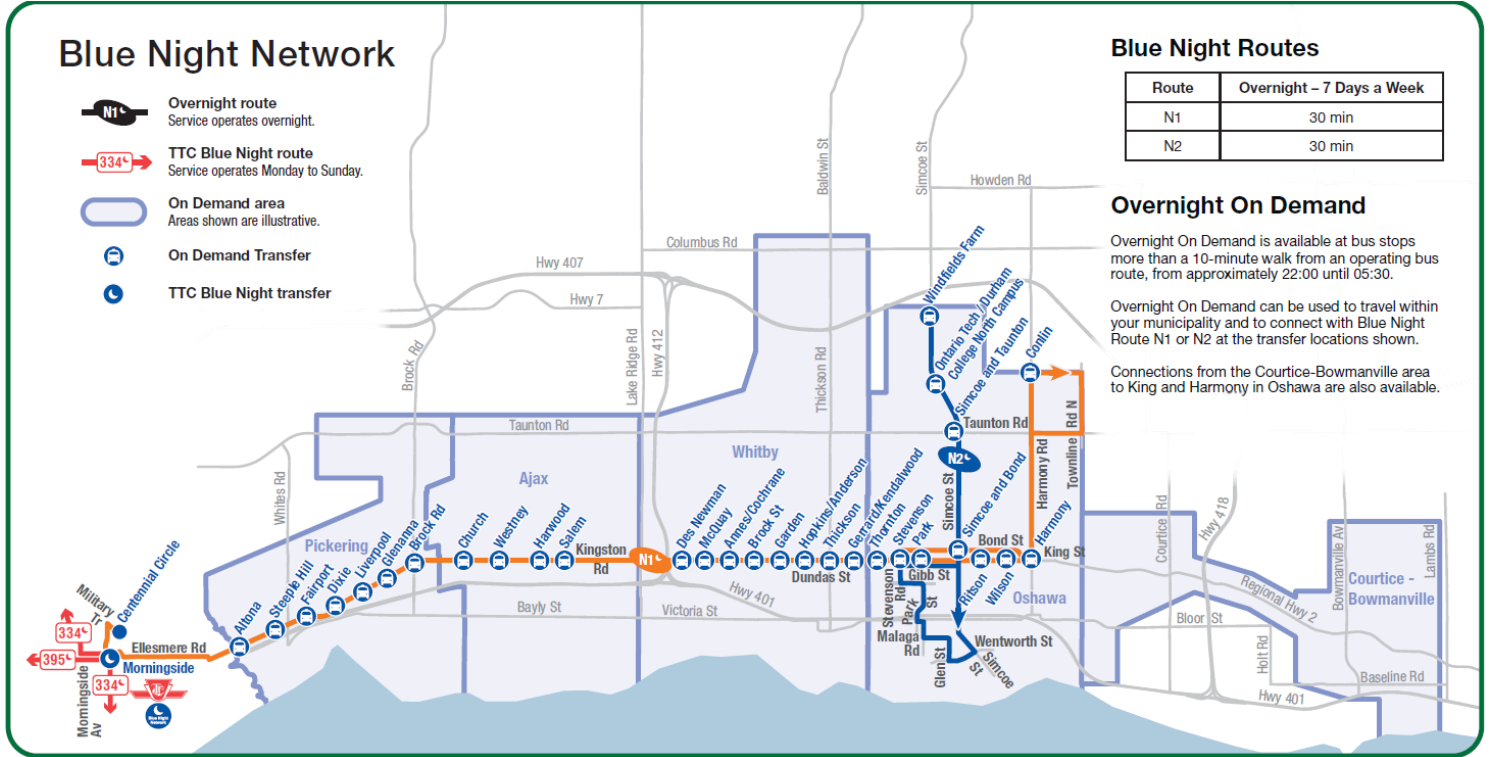 Blue Night Network
N1
Overnight route
Service operates overnight.
334
TTC Blue Night route
Service operates Monday to Sunday.
On Demand area
Areas shown are illustrative.
On Demand Transfer
TTC Blue Night transfer
Blue Night Routes
Route Overnight – 7 Days a Week
N1 30 min
N2 30 min
Overnight On Demand
Overnight On Demand is available at bus stops
more than a 10-minute walk from an operating bus
route, from approximately 22:00 until 05:30.
Overnight On Demand can be used to travel within
your municipality and to connect with Blue Night
Route N1 or N2 at the transfer locations shown.
Connections from the Courtice-Bowmanville area
to King and Harmony in Oshawa are also available.
Baldwin St
Simcoe St
Howden Rd
Columbus Rd
Hwy 407
Hwy 7
Brock Rd
Lake Ridge Rd
Hwy 412
Thickson Rd
Windfields Farm
Ontario Tech / Durham
College North Campus
Simcoe and Taunton
Conlin
Taunton Rd
Taunton Rd
Whites Rd
Whitby
Ajax
Pickering
N2
Simcoe St
Harmony Rd
Townline
Rd N
Altona
Steeple Hill
Fairport
Dixie
Liverpool
Glenanna
Brock Rd
Church
Westney
Harwood
Salem
Kingston
Rd
N1
Des Newman
McQuay
Annes/Cochrane
Brock St
Garden
Hopkins/Anderson
Thickson
Gerrard/Kendalwood
Thornton
Stevenson
Park
Simcoe and Bond
Bond St
King St
Harmony
Ritson
Wilson
Oshawa
Dundas St
Gibb St
Stevenson
Rd
Park
St
Malaga
Rd
Glen St
Wentworth St
Simcoe
St
Hwy 401
Bayly St
Victoria St
Bloor St
Courtice Rd
Hwy 418
Regional Hwy 2
Bowmanville Av
Lambs Rd
Courtice -
Bowmanville
Holt Rd
Baseline Rd
Hwy 401
Military
Tr
Centennial Circle
334
395
Ellesmere Rd
Morningside
334
Morningside
Av
TTC
Blue Night
Network